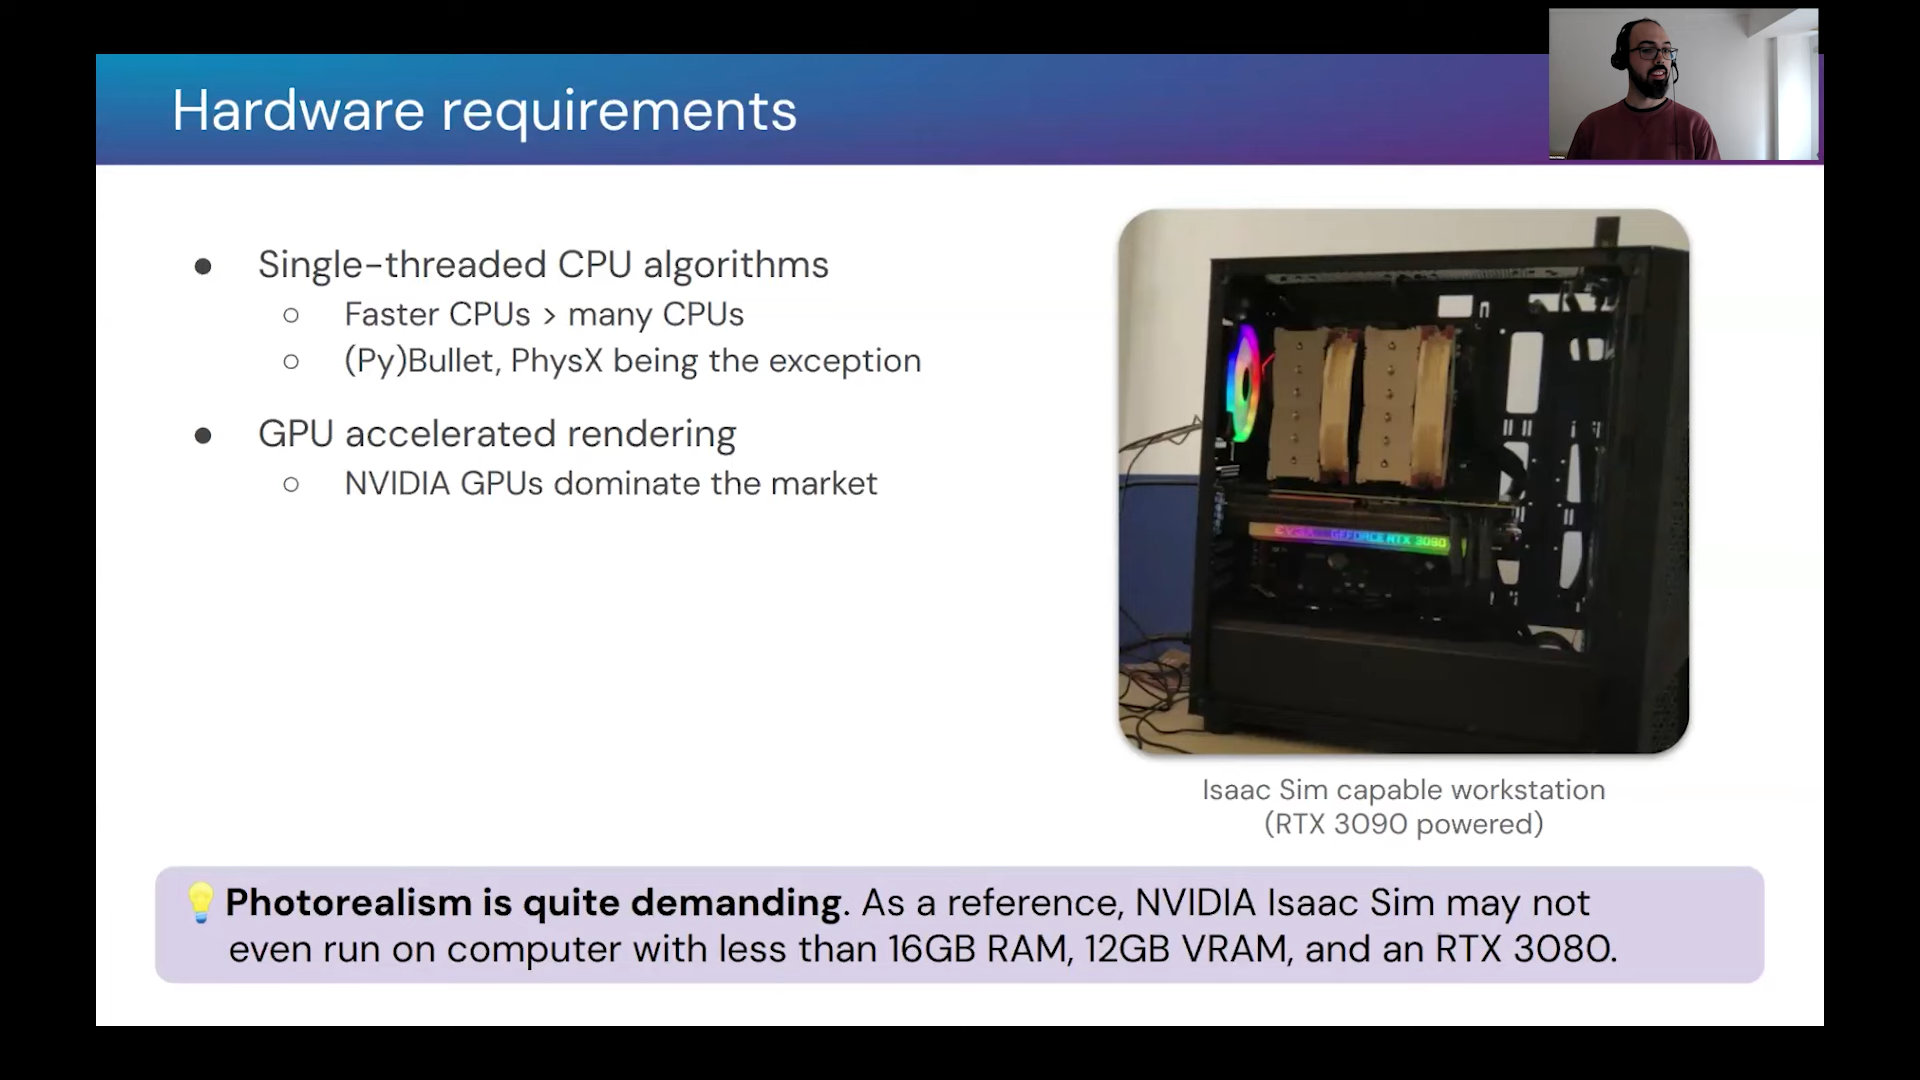 Hardware requirements
● Single-threaded CPU algorithms
○ Faster CPUs > many CPUs
○ (Py)Bullet, PhysX being the exception
● GPU accelerated rendering
○ NVIDIA GPUs dominate the market
EVGA GEFORCE RTX 3090
Isaac Sim capable workstation
(RTX 3090 powered)
💡Photorealism is quite demanding. As a reference, NVIDIA Isaac Sim may not
even run on computer with less than 16GB RAM, 12GB VRAM, and an RTX 3080.